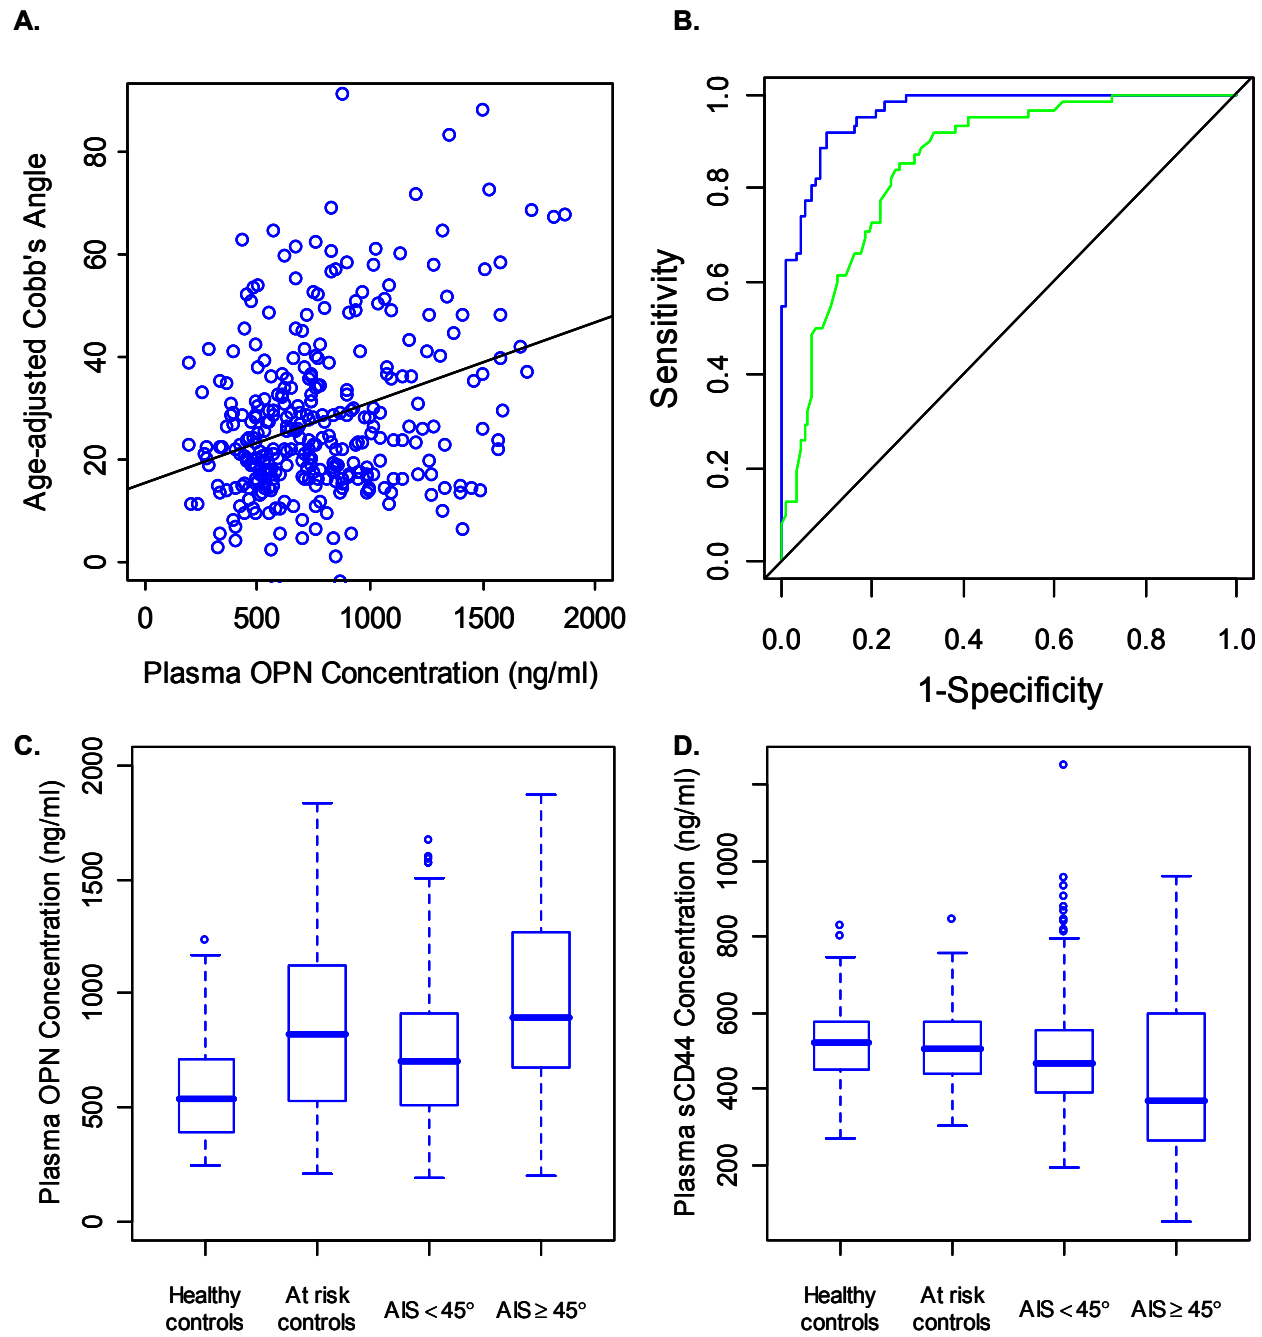 A.
80
60
40
20
0
Age-adjusted Cobb's Angle
0 500 1000 1500 2000
Plasma OPN Concentration (ng/ml)
B.
1.0
0.8
0.6
0.4
0.2
0.0
Sensitivity
0.0 0.2 0.4 0.6 0.8 1.0
1-Specificity
C.
2000
1500
1000
500
0
Plasma OPN Concentration (ng/ml)
Healthy controls
At risk controls
AIS < 45°
AIS ≥ 45°
D.
1000
800
600
400
200
Plasma sCD44 Concentration (ng/ml)
Healthy controls
At risk controls
AIS < 45°
AIS ≥ 45°